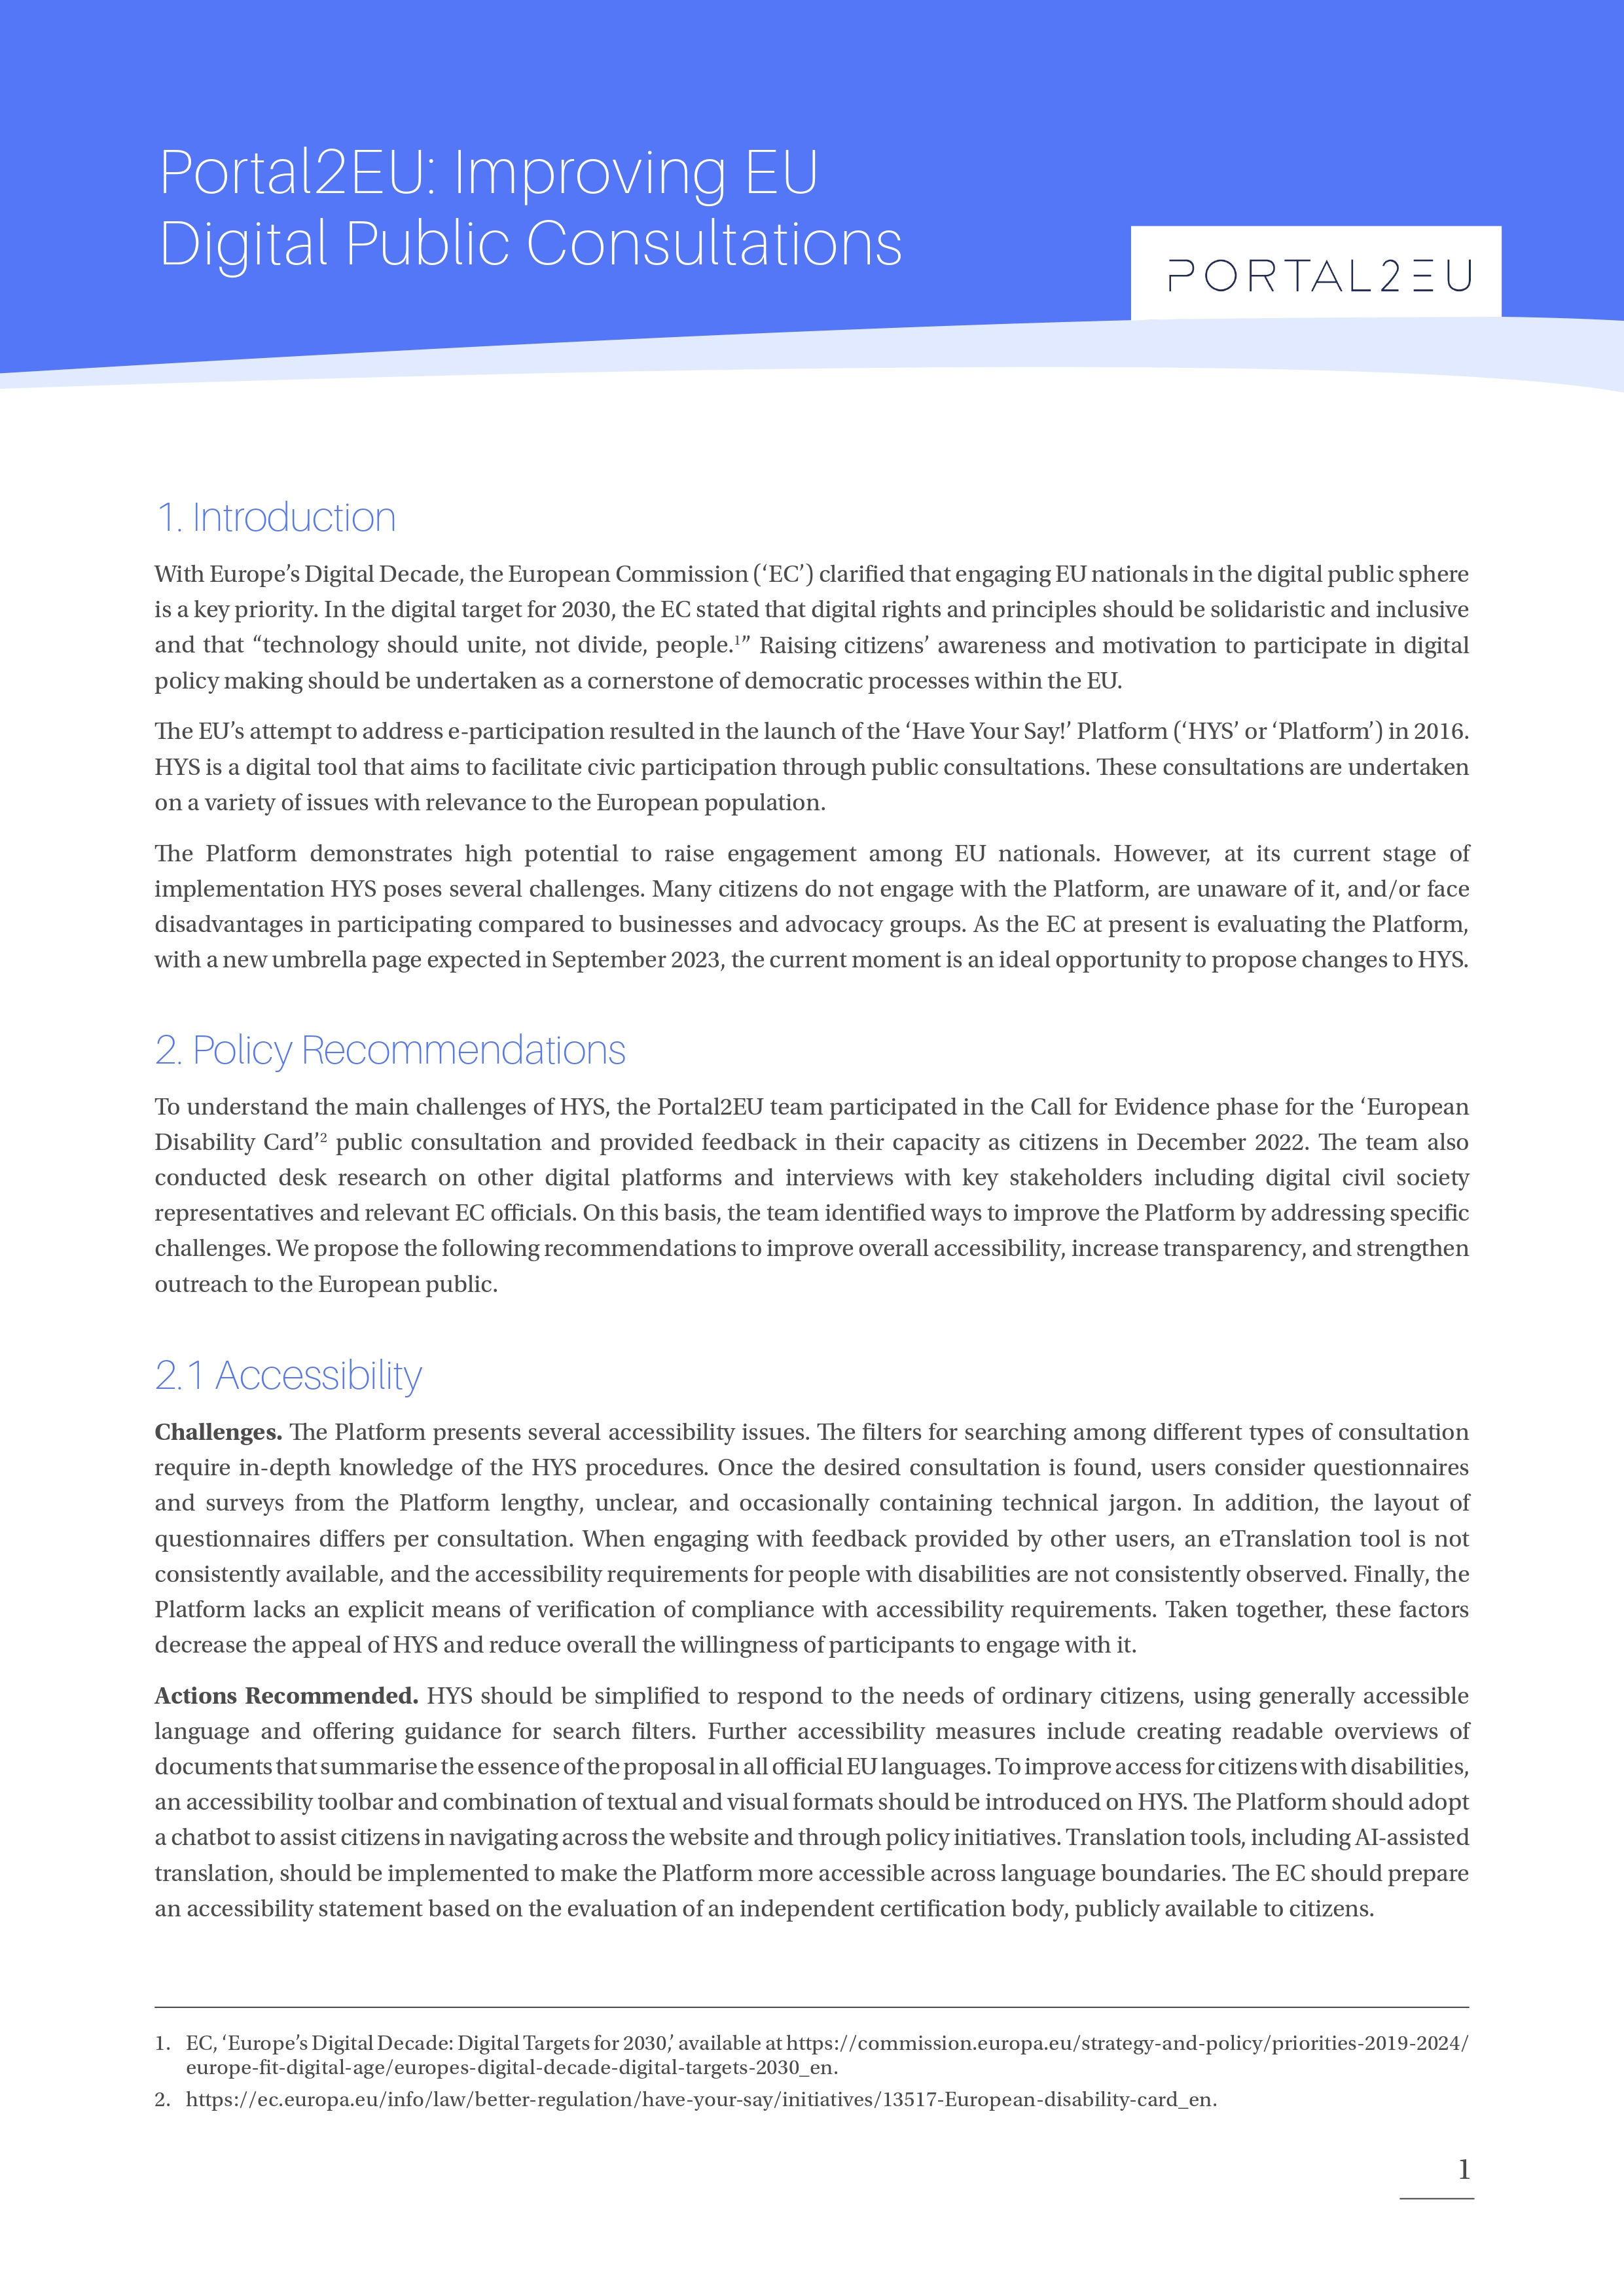 Portal2EU: Improving EU
Digital Public Consultations
PORTAL2EU
1. Introduction
With Europe’s Digital Decade, the European Commission (‘EC’) clarified that engaging EU nationals in the digital public sphere
is a key priority. In the digital target for 2030, the EC stated that digital rights and principles should be solidaristic and inclusive
and that “technology should unite, not divide, people.¹” Raising citizens’ awareness and motivation to participate in digital
policy making should be undertaken as a cornerstone of democratic processes within the EU.
The EU’s attempt to address e-participation resulted in the launch of the ‘Have Your Say!’ Platform (‘HYS’ or ‘Platform’) in 2016.
HYS is a digital tool that aims to facilitate civic participation through public consultations. These consultations are undertaken
on a variety of issues with relevance to the European population.
The Platform demonstrates high potential to raise engagement among EU nationals. However, at its current stage of
implementation HYS poses several challenges. Many citizens do not engage with the Platform, are unaware of it, and/or face
disadvantages in participating compared to businesses and advocacy groups. As the EC at present is evaluating the Platform,
with a new umbrella page expected in September 2023, the current moment is an ideal opportunity to propose changes to HYS.
2. Policy Recommendations
To understand the main challenges of HYS, the Portal2EU team participated in the Call for Evidence phase for the ‘European
Disability Card’² public consultation and provided feedback in their capacity as citizens in December 2022. The team also
conducted desk research on other digital platforms and interviews with key stakeholders including digital civil society
representatives and relevant EC officials. On this basis, the team identified ways to improve the Platform by addressing specific
challenges. We propose the following recommendations to improve overall accessibility, increase transparency, and strengthen
outreach to the European public.
2.1 Accessibility
Challenges. The Platform presents several accessibility issues. The filters for searching among different types of consultation
require in-depth knowledge of the HYS procedures. Once the desired consultation is found, users consider questionnaires
and surveys from the Platform lengthy, unclear, and occasionally containing technical jargon. In addition, the layout of
questionnaires differs per consultation. When engaging with feedback provided by other users, an eTranslation tool is not
consistently available, and the accessibility requirements for people with disabilities are not consistently observed. Finally, the
Platform lacks an explicit means of verification of compliance with accessibility requirements. Taken together, these factors
decrease the appeal of HYS and reduce overall the willingness of participants to engage with it.
Actions Recommended. HYS should be simplified to respond to the needs of ordinary citizens, using generally accessible
language and offering guidance for search filters. Further accessibility measures include creating readable overviews of
documents that summarise the essence of the proposal in all official EU languages. To improve access for citizens with disabilities,
an accessibility toolbar and combination of textual and visual formats should be introduced on HYS. The Platform should adopt
a chatbot to assist citizens in navigating across the website and through policy initiatives. Translation tools, including AI-assisted
translation, should be implemented to make the Platform more accessible across language boundaries. The EC should prepare
an accessibility statement based on the evaluation of an independent certification body, publicly available to citizens.
1. EC, ‘Europe’s Digital Decade: Digital Targets for 2030,’ available at https://commission.europa.eu/strategy-and-policy/priorities-2019-2024/
europe-fit-digital-age/europes-digital-decade-digital-targets-2030_en.
2. https://ec.europa.eu/info/law/better-regulation/have-your-say/initiatives/13517-European-disability-card_en.
1